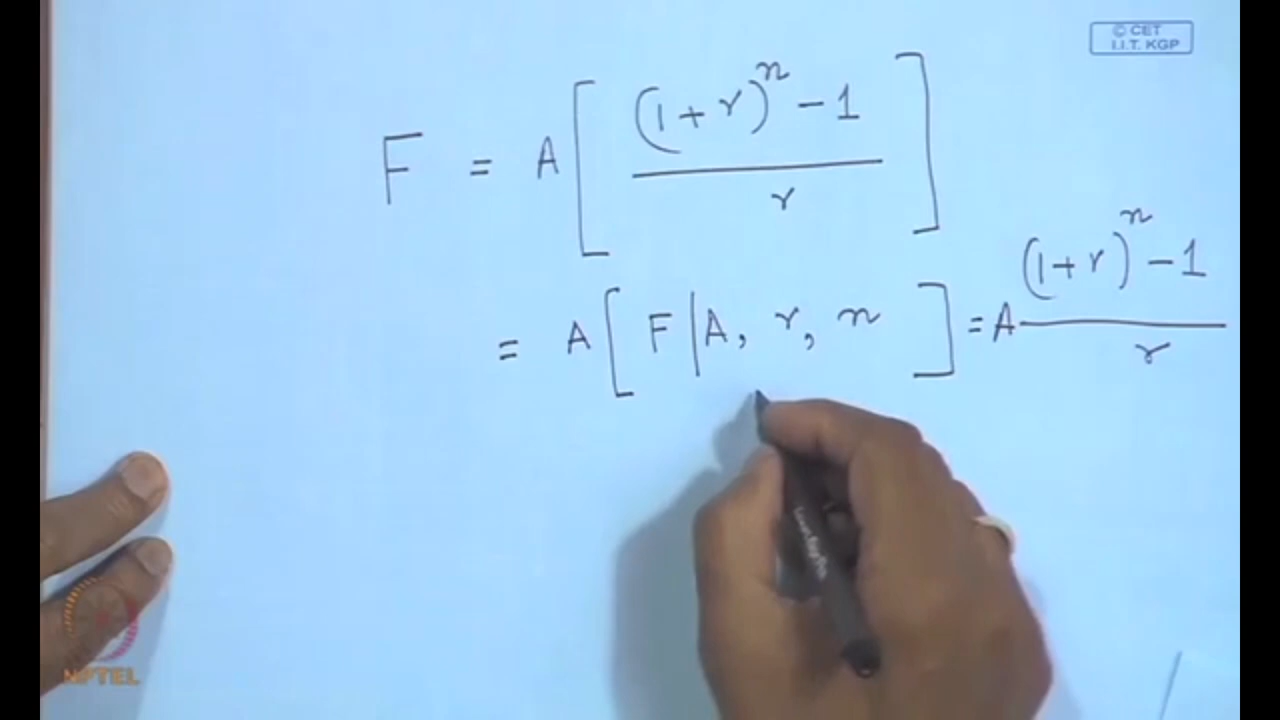 © CET
I.I.T. KGP
F = A[ ((1+r)^n - 1) / r ]
= A[ F|A, r, n ] = A ((1+r)^n - 1) / r
NPTEL